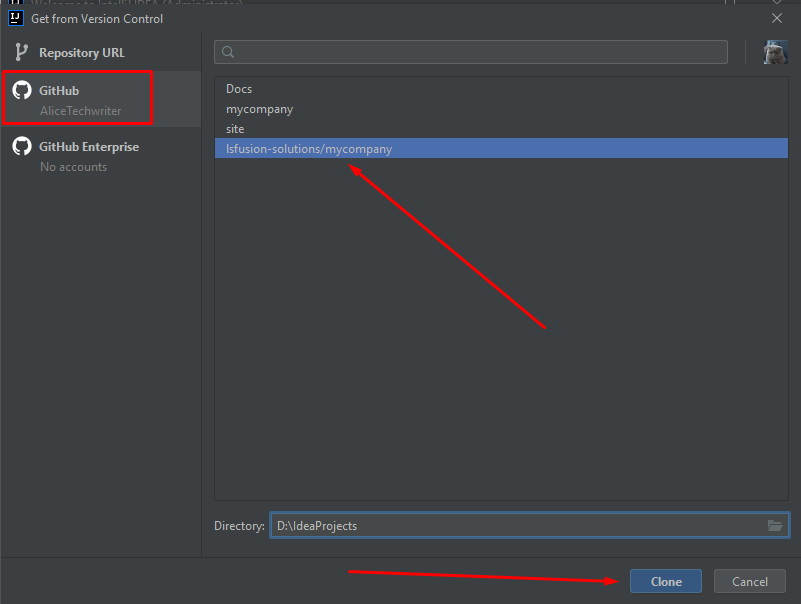 Get from Version Control
Repository URL
GitHub
AliceTechwriter
GitHub Enterprise
No accounts
Docs
mycompany
site
lsfusion-solutions/mycompany
Directory: D:\IdeaProjects
Clone Cancel